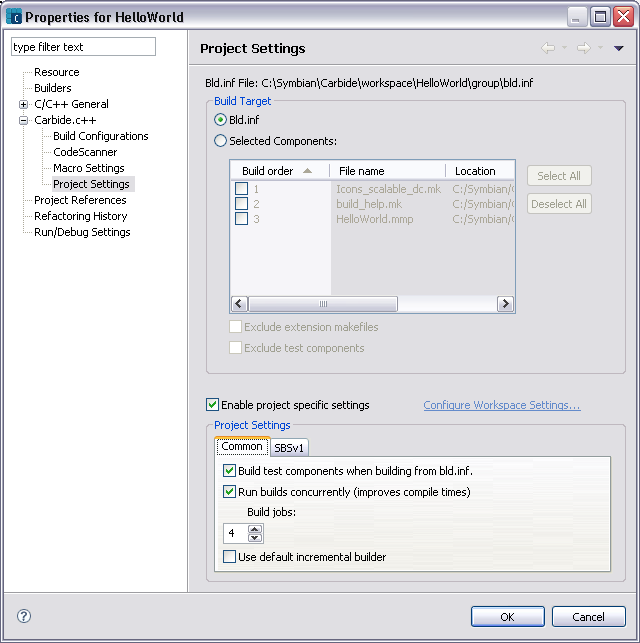 Properties for HelloWorld
type filter text
Project Settings
Resource
Builders
C/C++ General
Carbide.c++
Build Configurations
CodeScanner
Macro Settings
Project Settings
Project References
Refactoring History
Run/Debug Settings
Bld.inf File: C:\Symbian\Carbide\workspace\HelloWorld\group\bld.inf
Build Target
Bld.inf
Selected Components:
Build order File name Location
1 Icons_scalable_dc.mk C:/Symbian/
2 build_help.mk C:/Symbian/
3 HelloWorld.mmp C:/Symbian/
Select All
Deselect All
Exclude extension makefiles
Exclude test components
Enable project specific settings Configure Workspace Settings...
Project Settings
Common SBSv1
Build test components when building from bld.inf.
Run builds concurrently (improves compile times)
Build jobs:
4
Use default incremental builder
? OK Cancel